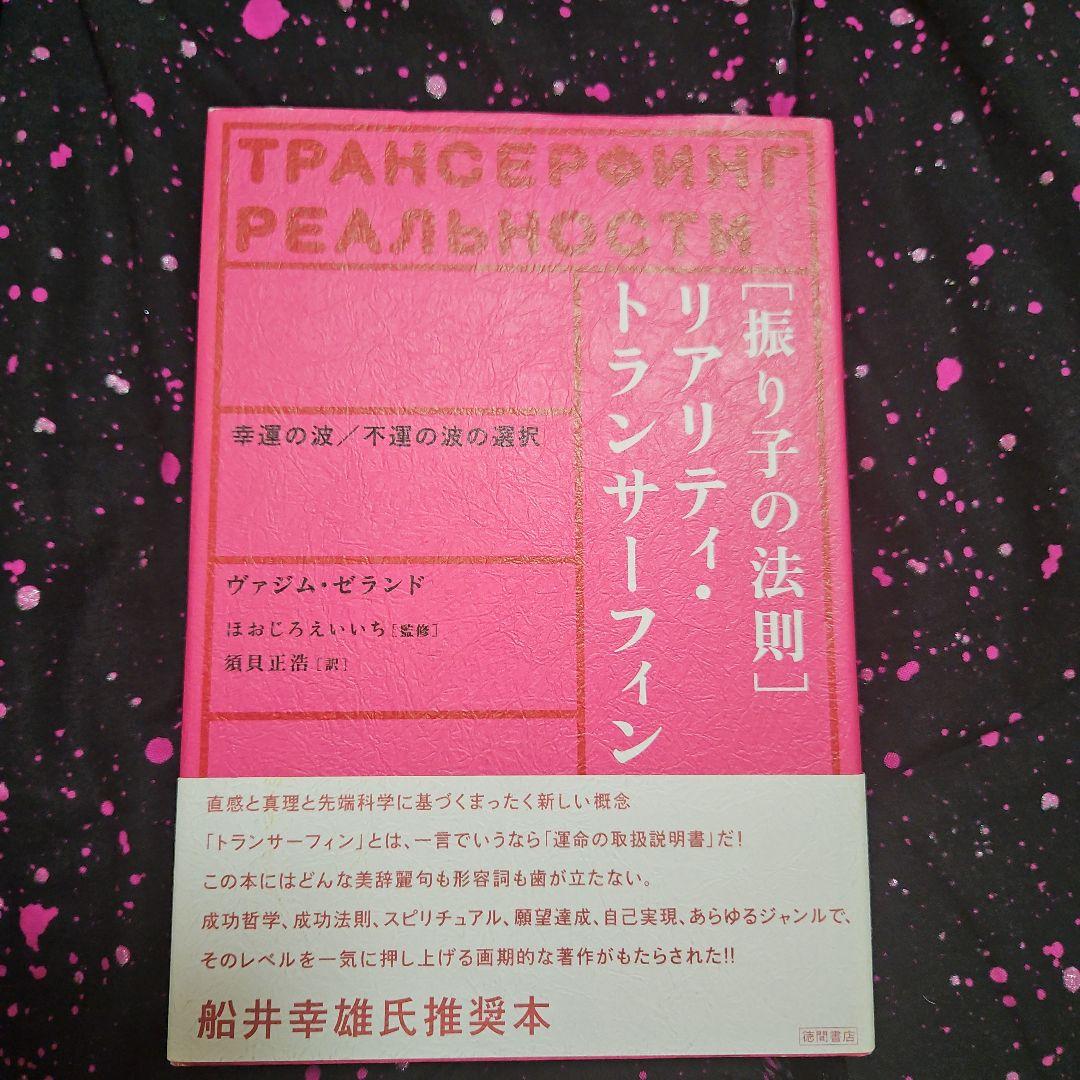 ТРАНСЕРФИНГ
РЕАЛЬНОСТИ
[振り子の法則]
リアリティ・
トランサーフィン
幸運の波／不運の波の選択
ヴァジム・ゼランド
ほおじろえいいち[監修]
須貝正浩[訳]
直感と真理と先端科学に基づくまったく新しい概念
「トランサーフィン」とは、一言でいうなら「運命の取扱説明書」だ!
この本にはどんな美辞麗句も形容詞も歯が立たない。
成功哲学、成功法則、スピリチュアル、願望達成、自己実現、あらゆるジャンルで、
そのレベルを一気に押し上げる画期的な著作がもたらされた!!
船井幸雄氏推奨本
徳間書店